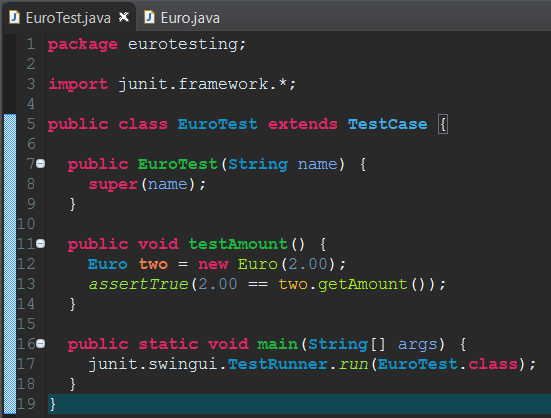 EuroTest.java Euro.java
1 package eurotesting;
2
3 import junit.framework.*;
4
5 public class EuroTest extends TestCase {
6
7 public EuroTest(String name) {
8 super(name);
9 }
10
11 public void testAmount() {
12 Euro two = new Euro(2.00);
13 assertTrue(2.00 == two.getAmount());
14 }
15
16 public static void main(String[] args) {
17 junit.swingui.TestRunner.run(EuroTest.class);
18 }
19 }